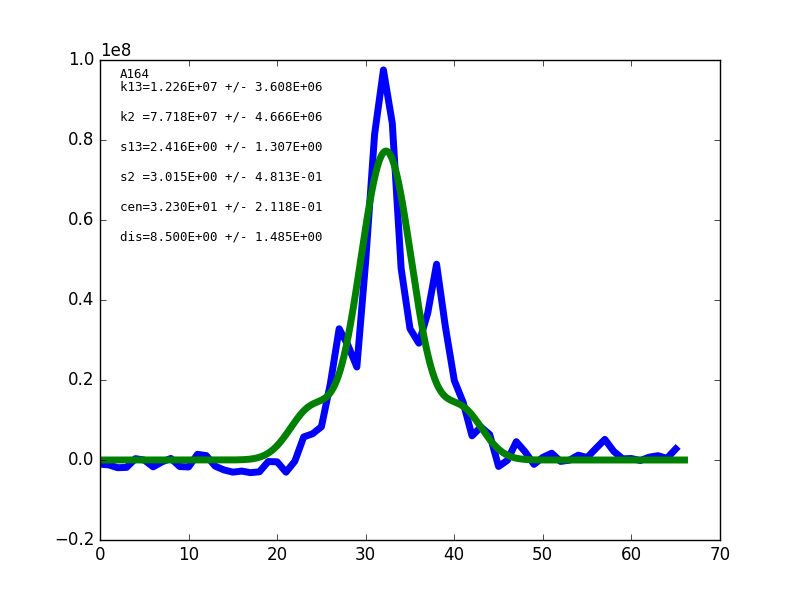 1e8
A164
k13=1.226E+07 +/- 3.608E+06
k2 =7.718E+07 +/- 4.666E+06
s13=2.416E+00 +/- 1.307E+00
s2 =3.015E+00 +/- 4.813E-01
cen=3.230E+01 +/- 2.118E-01
dis=8.500E+00 +/- 1.485E+00
1.0
0.8
0.6
0.4
0.2
0.0
−0.2
0 10 20 30 40 50 60 70